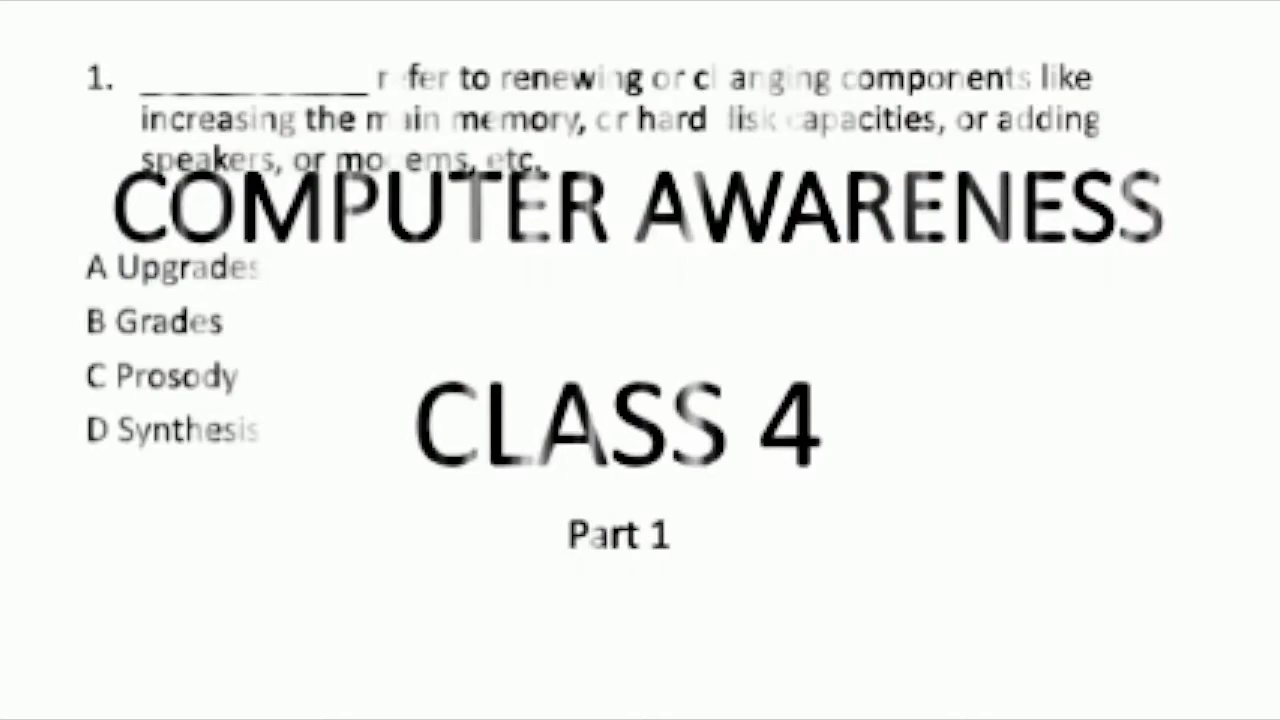 1. __________ refer to renewing or changing components like
increasing the main memory, or hard disk capacities, or adding
speakers, or modems, etc.
COMPUTER AWARENESS
A Upgrades
B Grades
C Prosody
D Synthesis
CLASS 4
Part 1